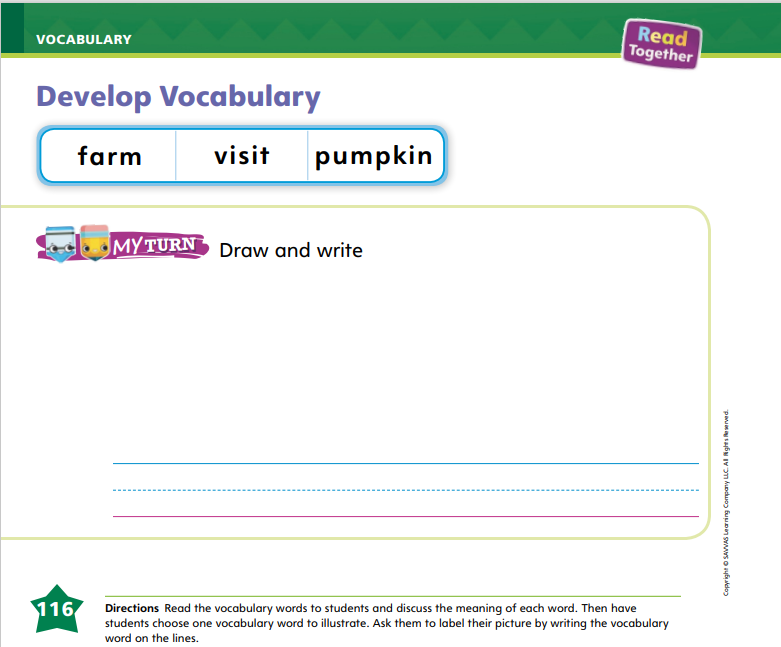 VOCABULARY
Read
Together
Develop Vocabulary
farm visit pumpkin
MY TURN Draw and write
Copyright © SAVVAS Learning Company LLC. All Rights Reserved.
116
Directions Read the vocabulary words to students and discuss the meaning of each word. Then have
students choose one vocabulary word to illustrate. Ask them to label their picture by writing the vocabulary
word on the lines.